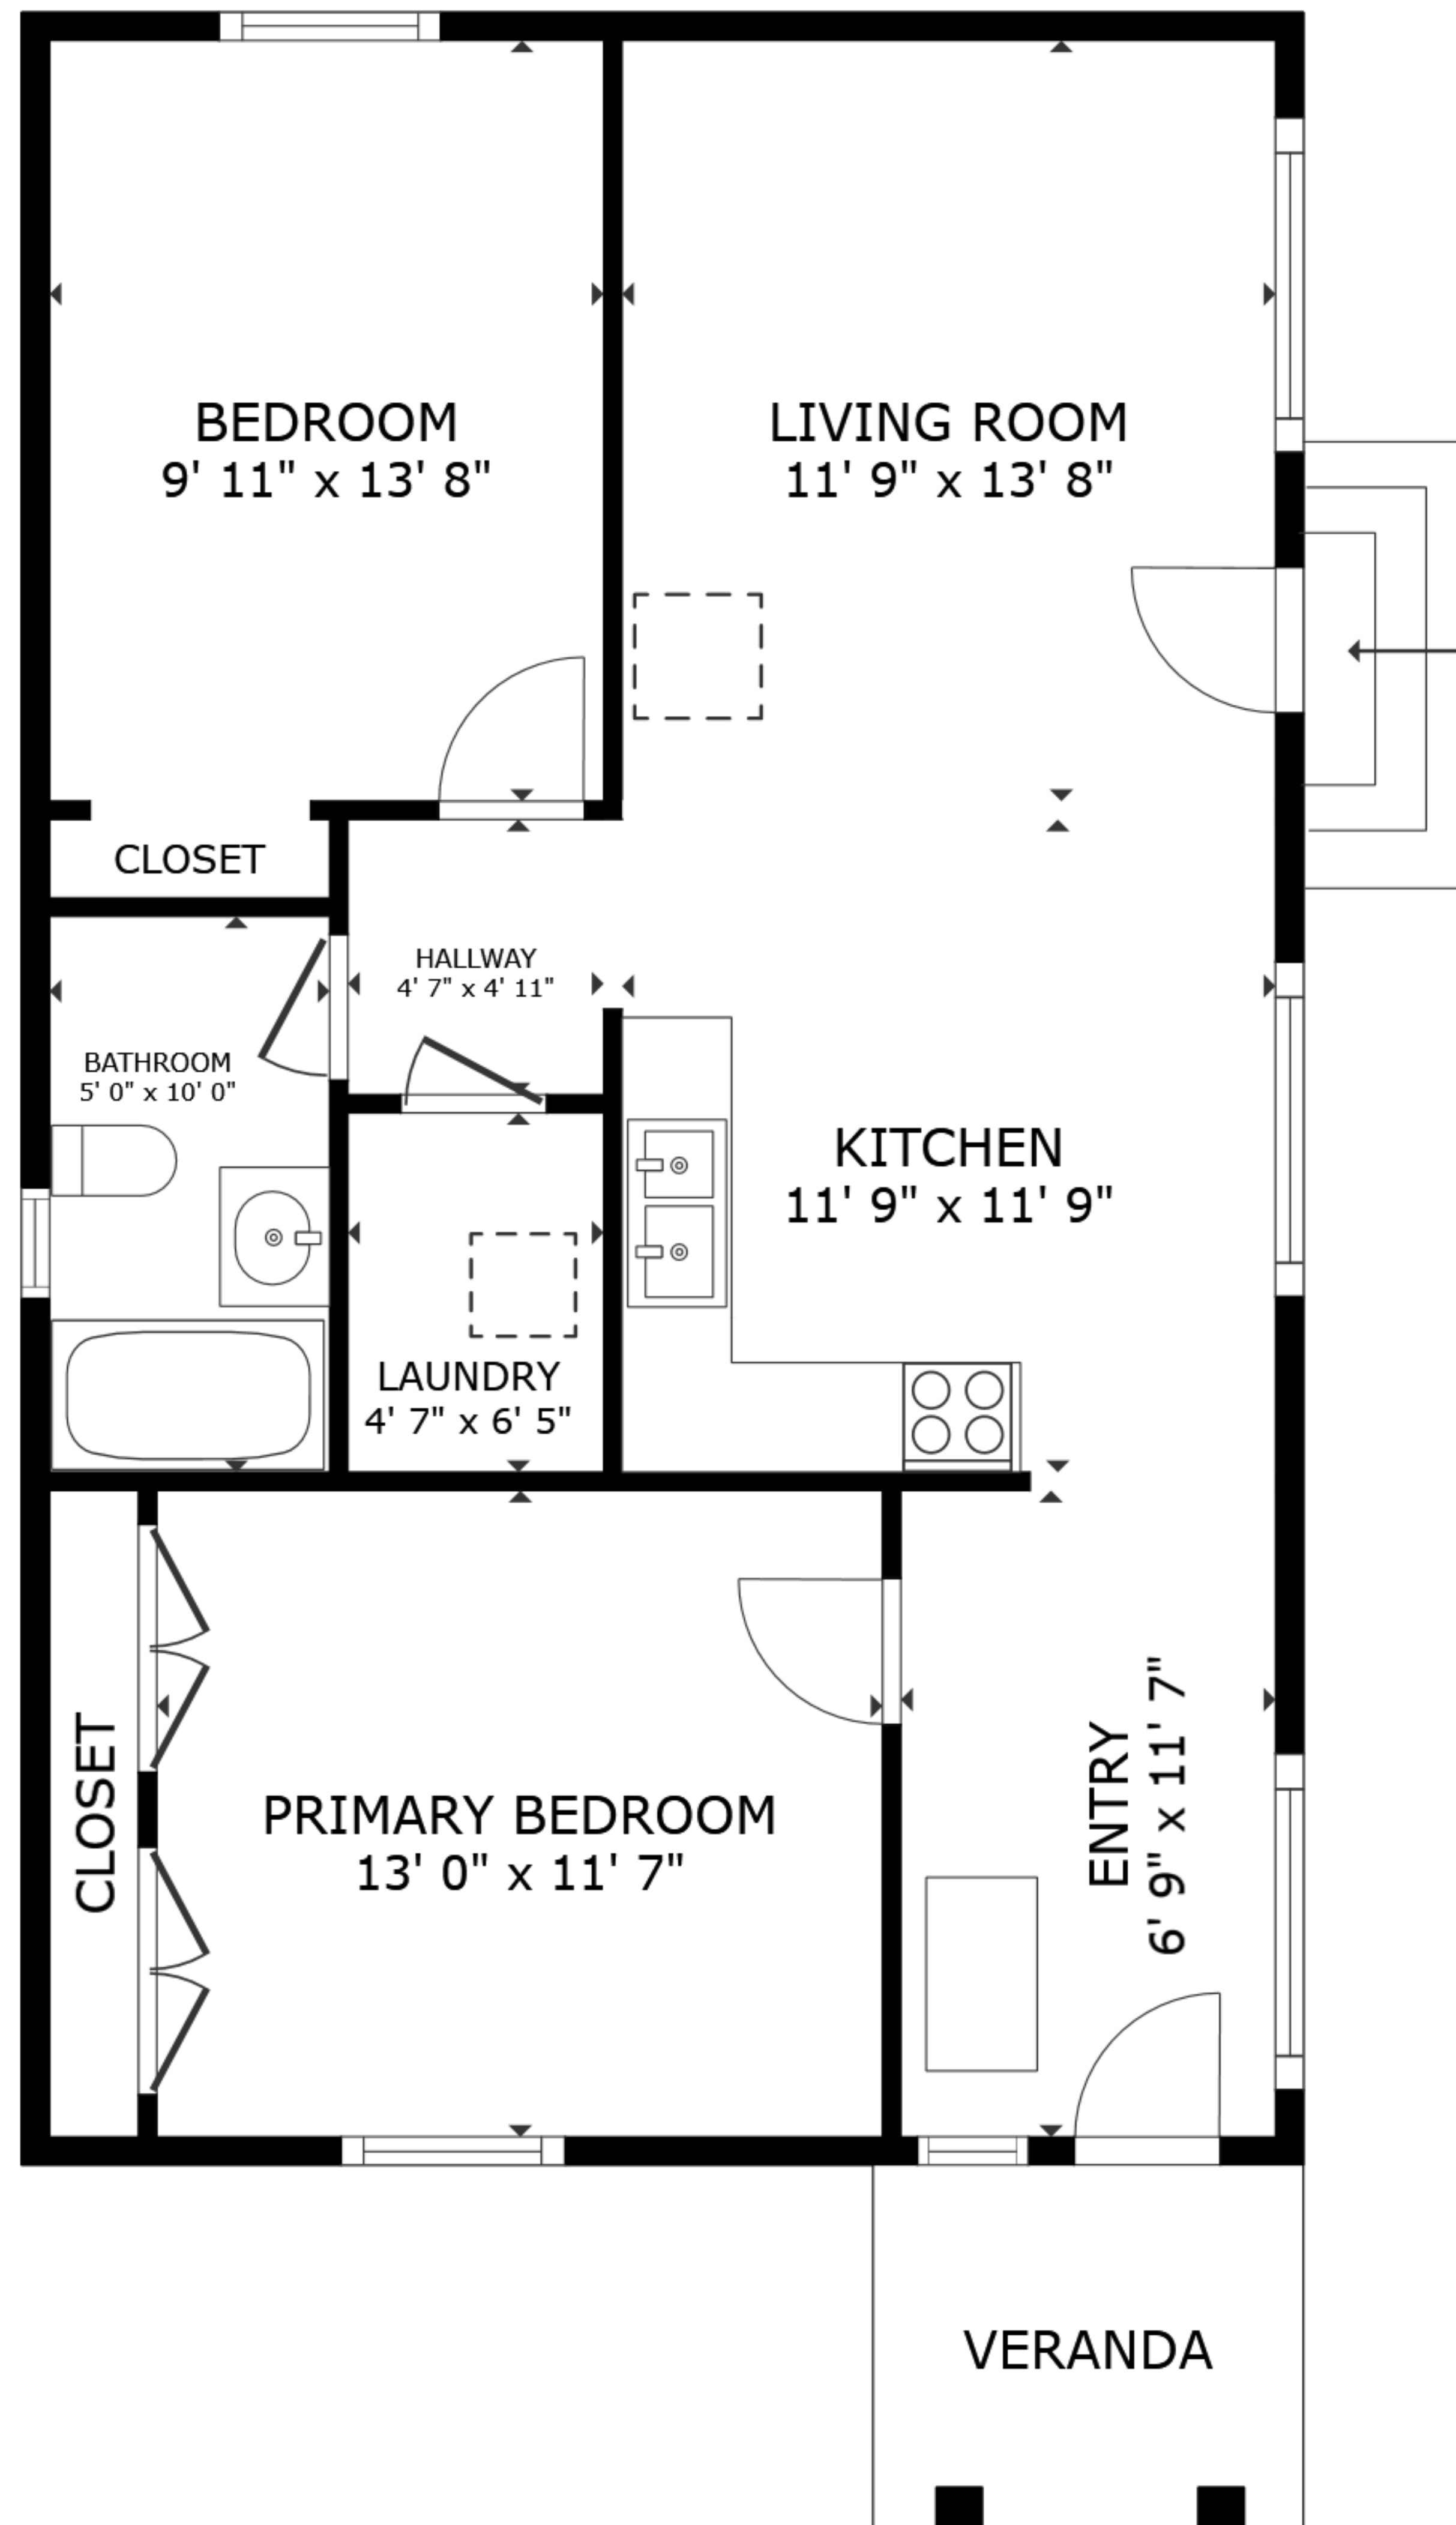 BEDROOM
9' 11" x 13' 8"
LIVING ROOM
11' 9" x 13' 8"
CLOSET
HALLWAY
4' 7" x 4' 11"
BATHROOM
5' 0" x 10' 0"
KITCHEN
11' 9" x 11' 9"
LAUNDRY
4' 7" x 6' 5"
CLOSET
PRIMARY BEDROOM
13' 0" x 11' 7"
ENTRY
6' 9" x 11' 7"
VERANDA